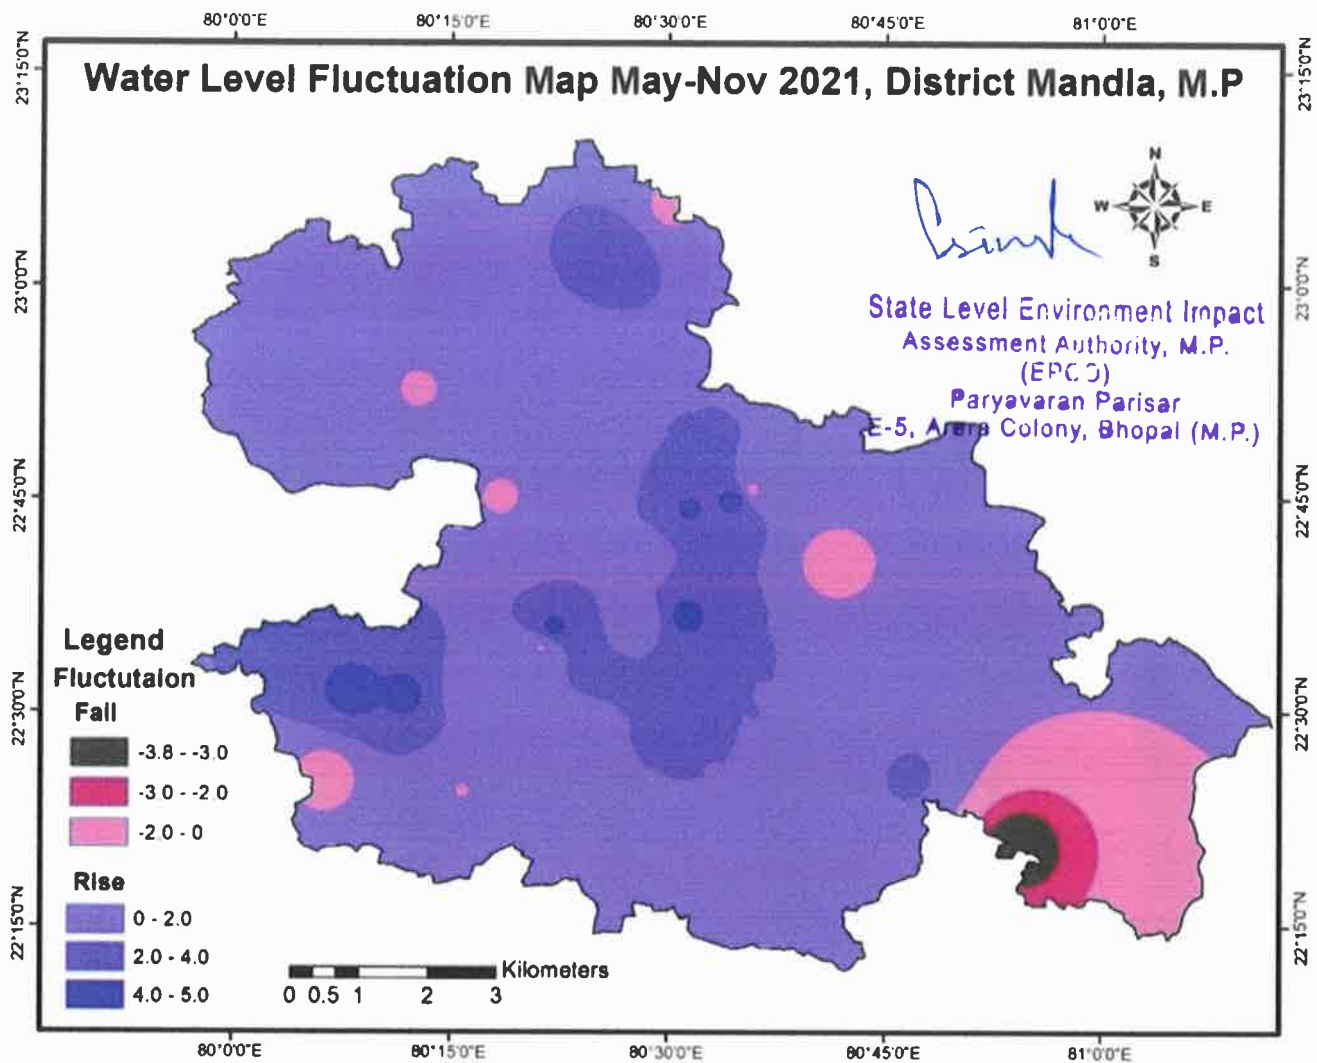 80°0'0"E 80°15'0"E 80°30'0"E 80°45'0"E 81°0'0"E
23°15'0"N 23°15'0"N
Water Level Fluctuation Map May-Nov 2021, District Mandla, M.P
N
W E
S
23°0'0"N 23°0'0"N
State Level Environment Impact
Assessment Authority, M.P.
(EPCO)
Paryavaran Parisar
E-5, Arera Colony, Bhopal (M.P.)
22°45'0"N 22°45'0"N
Legend
Fluctutaion
Fall
22°30'0"N 22°30'0"N
-3.8 - -3.0
-3.0 - -2.0
-2.0 - 0
Rise
0 - 2.0
22°15'0"N 22°15'0"N
2.0 - 4.0
4.0 - 5.0
Kilometers
0 0.5 1 2 3
80°0'0"E 80°15'0"E 80°30'0"E 80°45'0"E 81°0'0"E